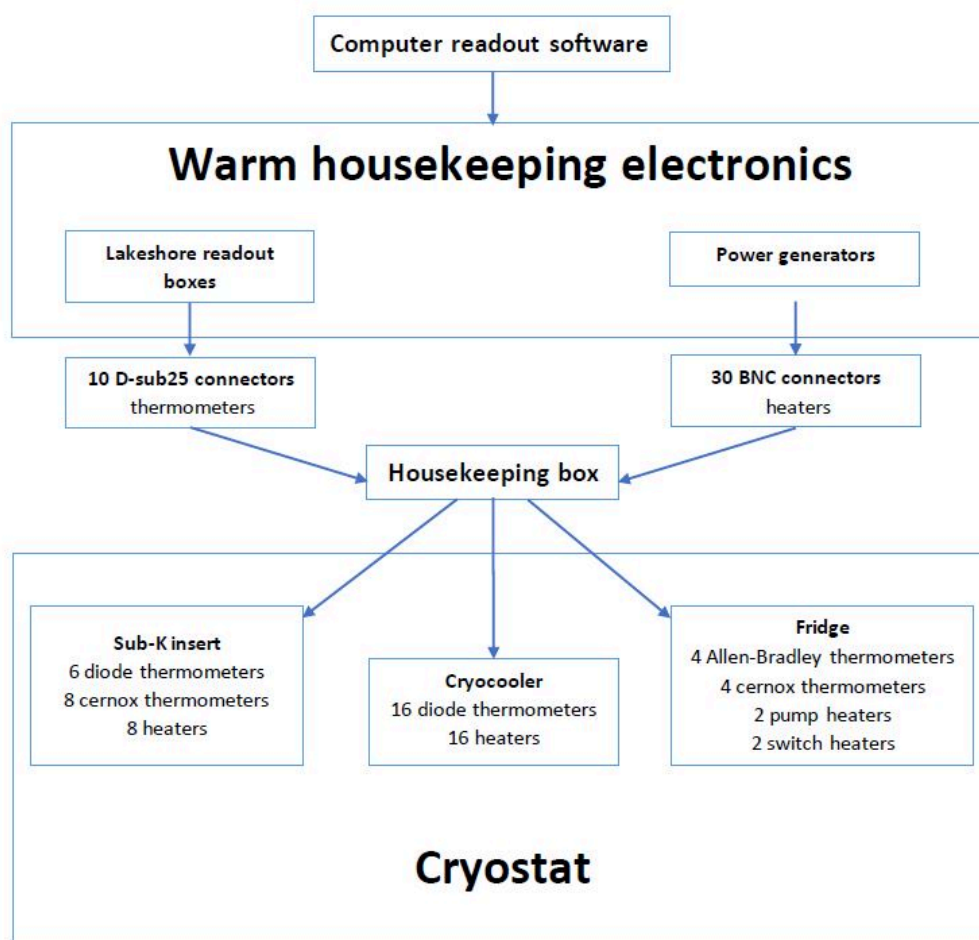 Computer readout software
Warm housekeeping electronics
Lakeshore readout
boxes
Power generators
10 D-sub25 connectors
thermometers
30 BNC connectors
heaters
Housekeeping box
Sub-K insert
6 diode thermometers
8 cernox thermometers
8 heaters
Cryocooler
16 diode thermometers
16 heaters
Fridge
4 Allen-Bradley thermometers
4 cernox thermometers
2 pump heaters
2 switch heaters
Cryostat